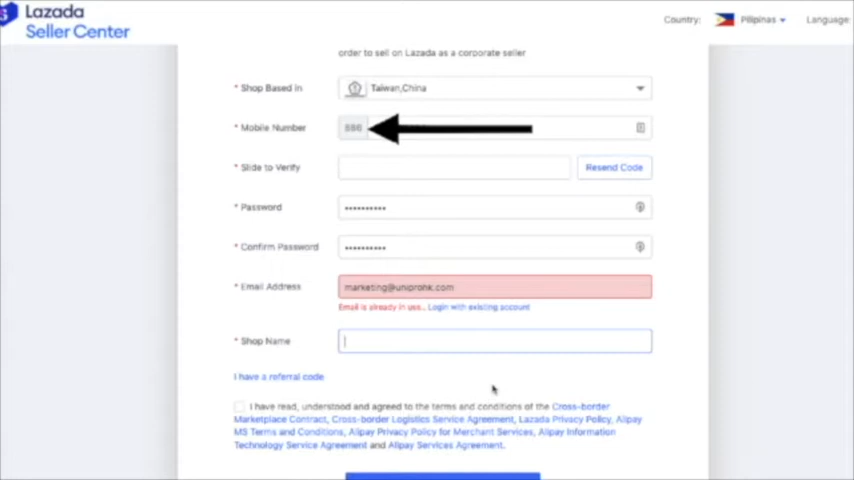 Lazada
Seller Center
Country: Pilipinas Language:
order to sell on Lazada as a corporate seller
* Shop Based in Taiwan,China
* Mobile Number 886
* Slide to Verify Resend Code
* Password ••••••••••
* Confirm Password ••••••••••
* Email Address marketing@uniprohk.com
Email is already in use.. Login with existing account
* Shop Name
I have a referral code
I have read, understood and agreed to the terms and conditions of the Cross-border
Marketplace Contract, Cross-border Logistics Service Agreement, Lazada Privacy Policy, Alipay
MS Terms and Conditions, Alipay Privacy Policy for Merchant Services, Alipay Information
Technology Service Agreement and Alipay Services Agreement.